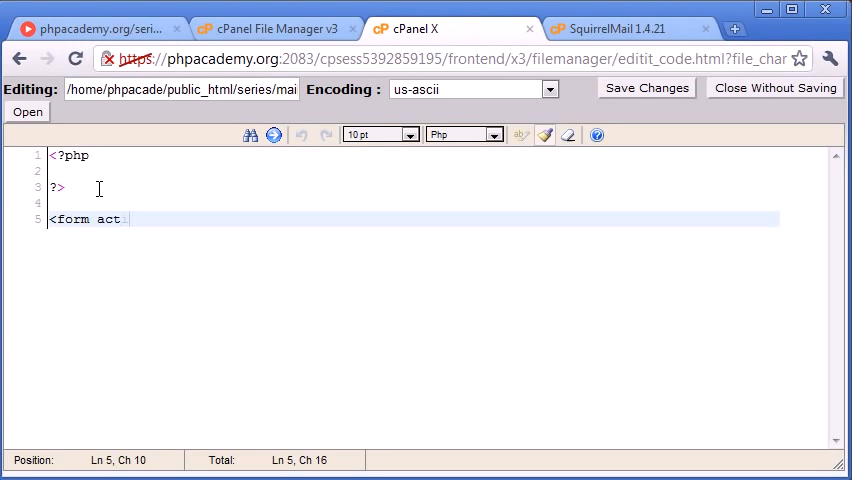 phpacademy.org/serie...
cPanel File Manager v3
cPanel X
SquirrelMail 1.4.21
https://phpacademy.org:2083/cpsess5392859195/frontend/x3/filemanager/editit_code.html?file_char
Editing: /home/phpacade/public_html/series/mai Encoding : us-ascii Save Changes Close Without Saving
Open
10 pt Php
1 <?php
2
3 ?>
4
5 <form acti
Position: Ln 5, Ch 10 Total: Ln 5, Ch 16